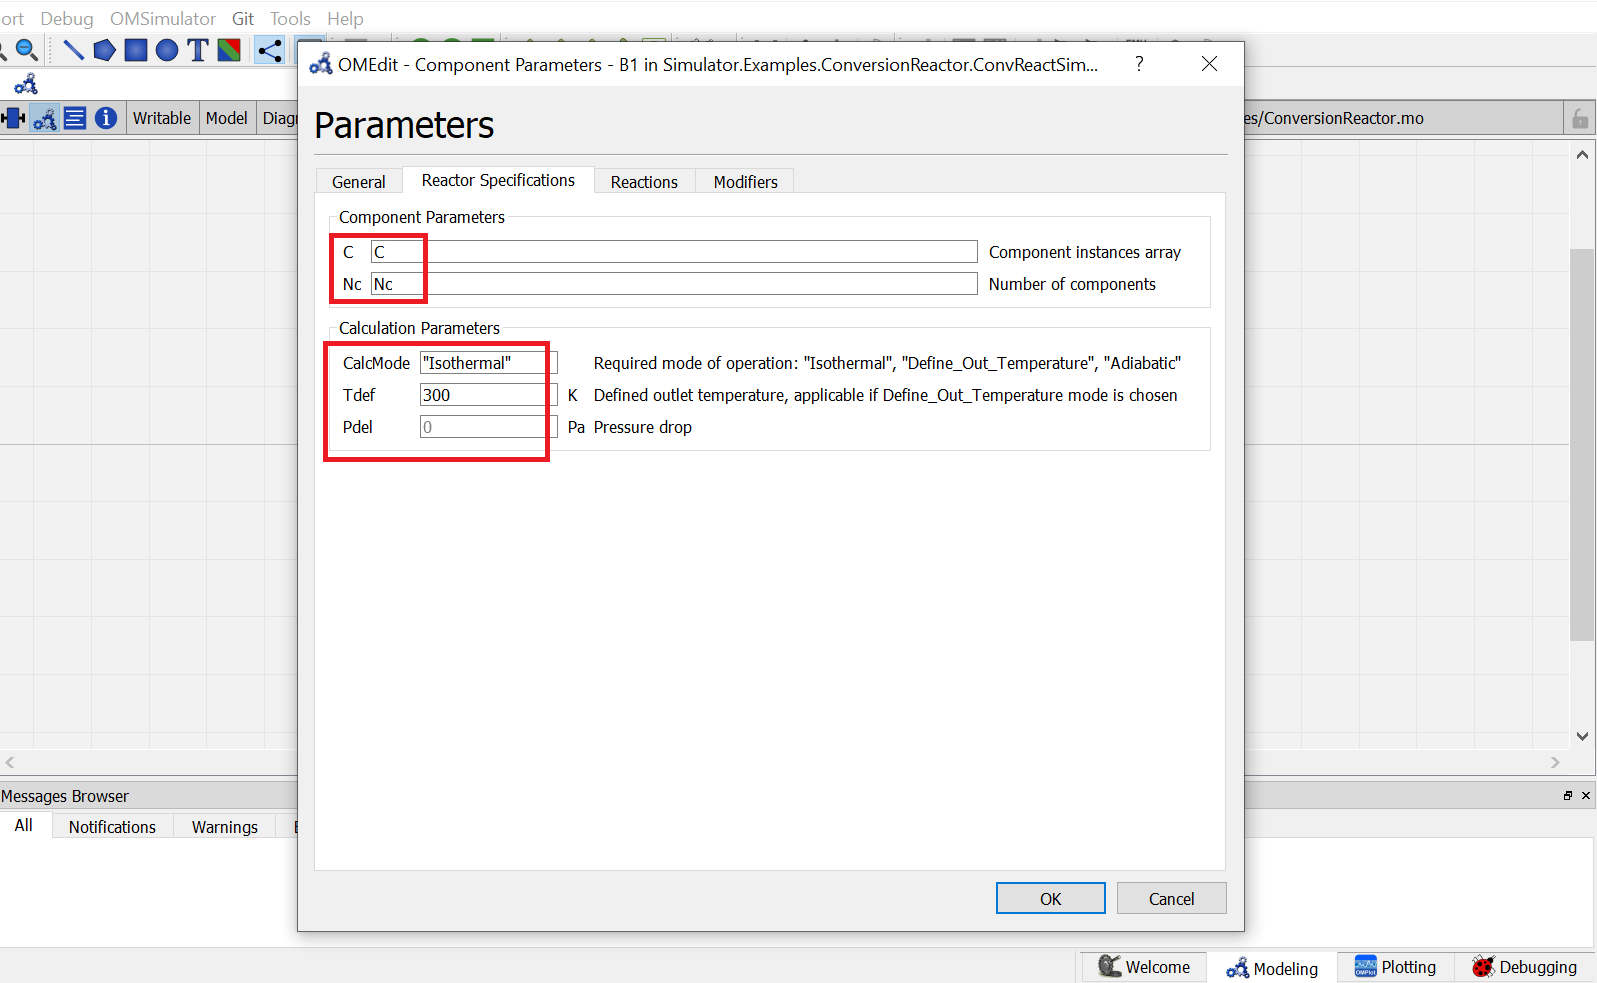 ort Debug OMSimulator Git Tools Help
T
OMEdit - Component Parameters - B1 in Simulator.Examples.ConversionReactor.ConvReactSim... ?
Writable Model Diagr
es/ConversionReactor.mo
Parameters
General Reactor Specifications Reactions Modifiers
Component Parameters
C C Component instances array
Nc Nc Number of components
Calculation Parameters
CalcMode "Isothermal" Required mode of operation: "Isothermal", "Define_Out_Temperature", "Adiabatic"
Tdef 300 K Defined outlet temperature, applicable if Define_Out_Temperature mode is chosen
Pdel 0 Pa Pressure drop
Messages Browser
All Notifications Warnings
OK Cancel
Welcome Modeling Plotting Debugging